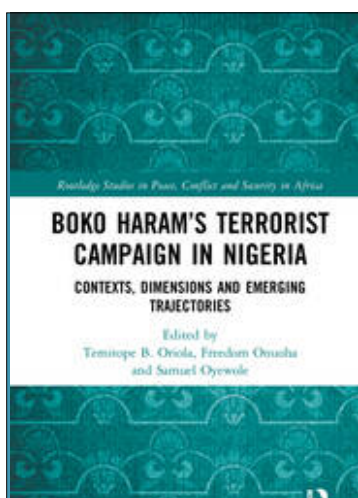 Routledge Studies in Peace, Conflict and Security in Africa
BOKO HARAM'S TERRORIST
CAMPAIGN IN NIGERIA
CONTEXTS, DIMENSIONS AND EMERGING
TRAJECTORIES
Edited by
Temitope B. Oriola, Freedom Onuoha
and Samuel Oyewole